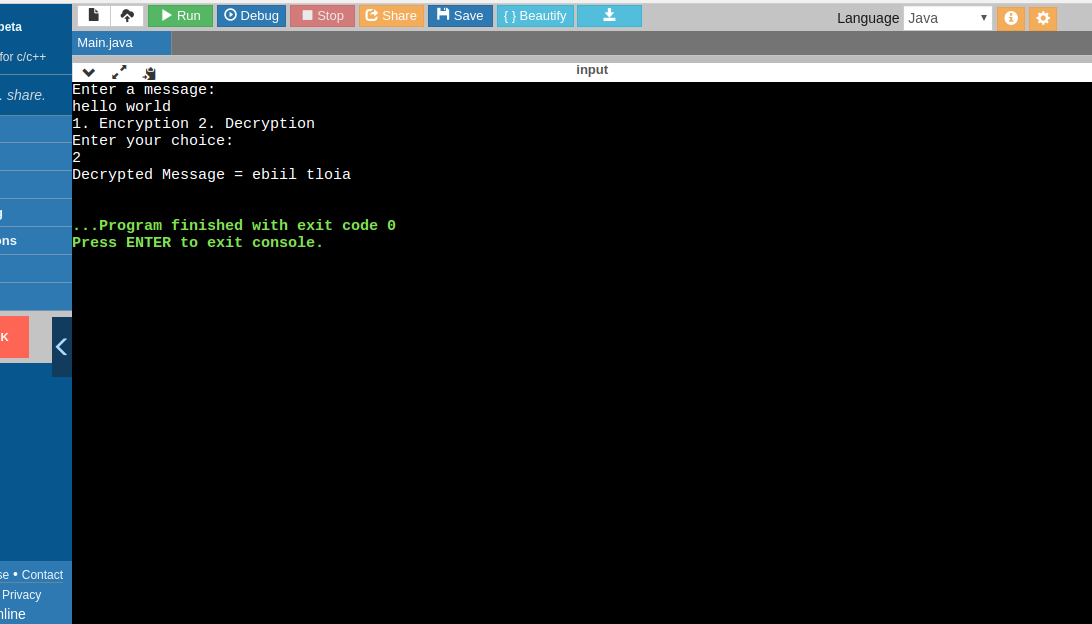 beta
for c/c++
. share.
g
ons
K
se • Contact
Privacy
nline
Run Debug Stop Share Save { } Beautify
Language Java
Main.java
input
Enter a message:
hello world
1. Encryption 2. Decryption
Enter your choice:
2
Decrypted Message = ebiil tloia
...Program finished with exit code 0
Press ENTER to exit console.